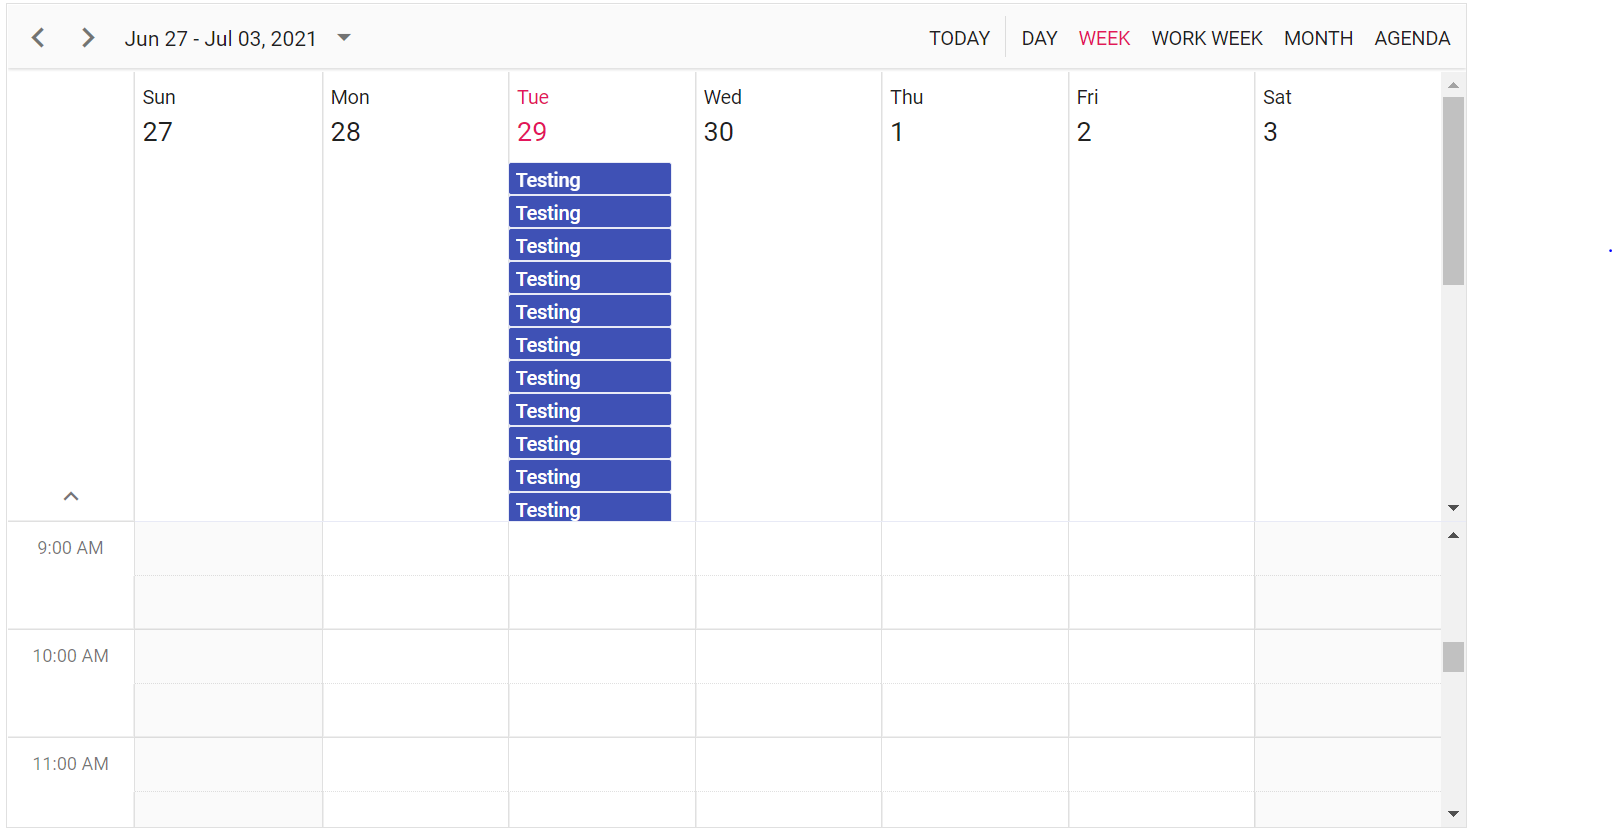 Jun 27 - Jul 03, 2021 TODAY DAY WEEK WORK WEEK MONTH AGENDA
Sun Mon Tue Wed Thu Fri Sat
27 28 29 30 1 2 3
Testing
Testing
Testing
Testing
Testing
Testing
Testing
Testing
Testing
Testing
Testing
9:00 AM
10:00 AM
11:00 AM